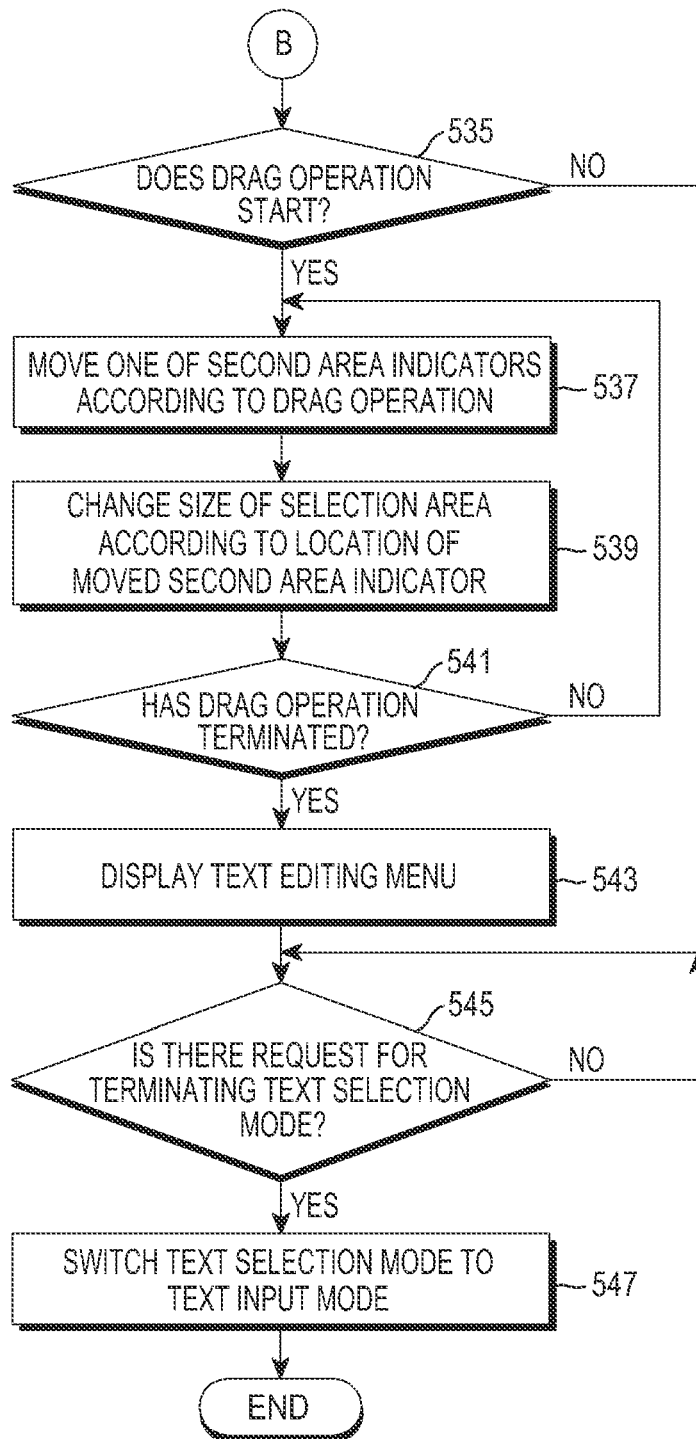 B
535
DOES DRAG OPERATION
START?
NO
YES
MOVE ONE OF SECOND AREA INDICATORS
ACCORDING TO DRAG OPERATION
537
CHANGE SIZE OF SELECTION AREA
ACCORDING TO LOCATION OF
MOVED SECOND AREA INDICATOR
539
541
HAS DRAG OPERATION
TERMINATED?
NO
YES
DISPLAY TEXT EDITING MENU
543
545
IS THERE REQUEST FOR
TERMINATING TEXT SELECTION
MODE?
NO
YES
SWITCH TEXT SELECTION MODE TO
TEXT INPUT MODE
547
END